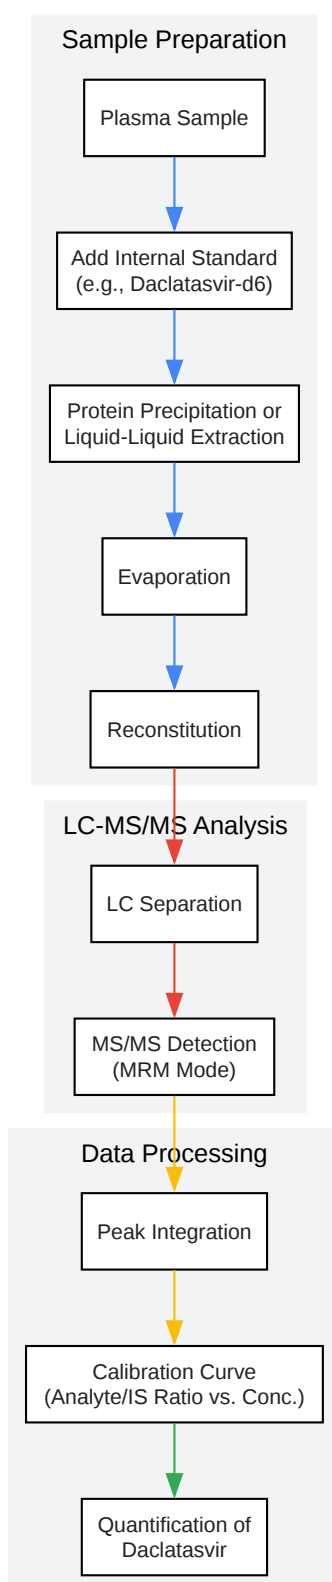 Sample Preparation
Plasma Sample
Add Internal Standard
(e.g., Daclatasvir-d6)
Protein Precipitation or
Liquid-Liquid Extraction
Evaporation
Reconstitution
LC-MS/MS Analysis
LC Separation
MS/MS Detection
(MRM Mode)
Data Processing
Peak Integration
Calibration Curve
(Analyte/IS Ratio vs. Conc.)
Quantification of
Daclatasvir